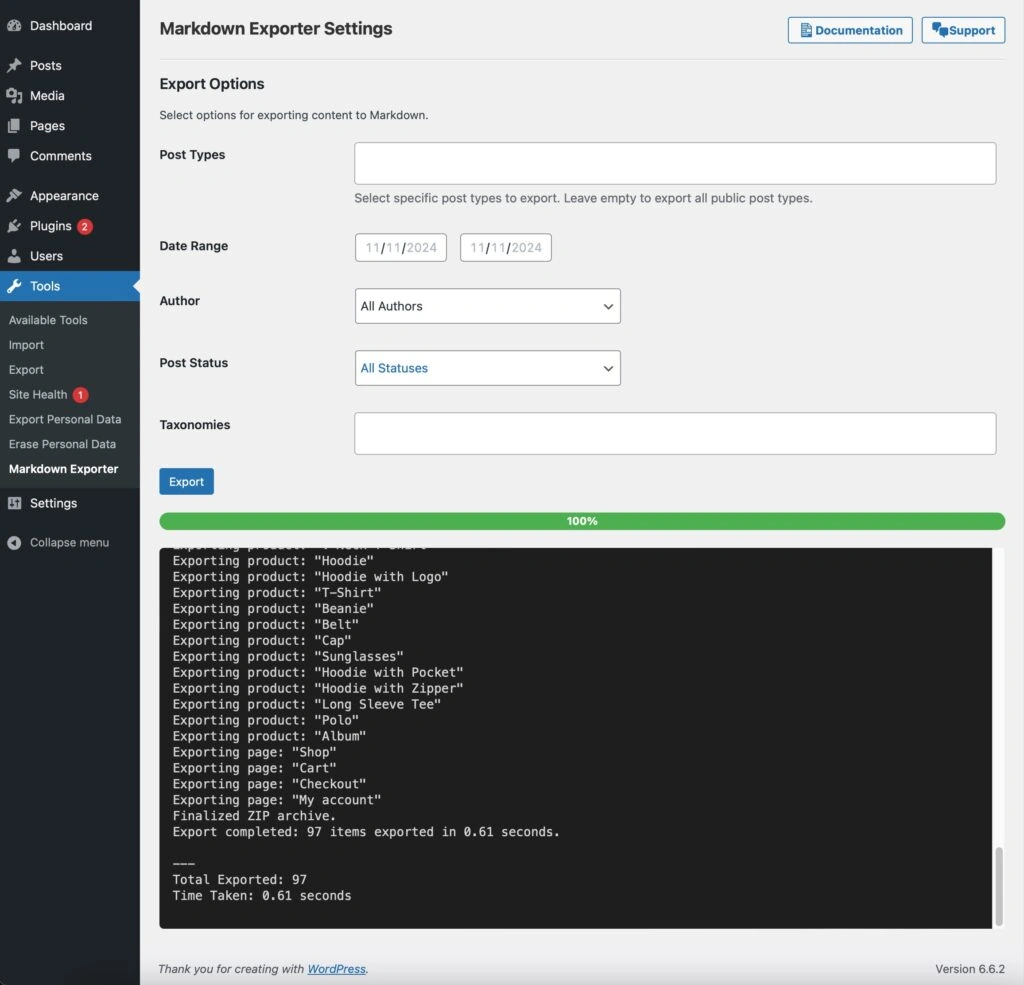 Dashboard
Posts
Media
Pages
Comments
Appearance
Plugins 2
Users
Tools
Available Tools
Import
Export
Site Health 1
Export Personal Data
Erase Personal Data
Markdown Exporter
Settings
Collapse menu
Markdown Exporter Settings
Documentation
Support
Export Options
Select options for exporting content to Markdown.
Post Types
Select specific post types to export. Leave empty to export all public post types.
Date Range
11/11/2024 11/11/2024
Author
All Authors
Post Status
All Statuses
Taxonomies
Export
100%
Exporting product:
Exporting product: "Hoodie"
Exporting product: "Hoodie with Logo"
Exporting product: "T-Shirt"
Exporting product: "Beanie"
Exporting product: "Belt"
Exporting product: "Cap"
Exporting product: "Sunglasses"
Exporting product: "Hoodie with Pocket"
Exporting product: "Hoodie with Zipper"
Exporting product: "Long Sleeve Tee"
Exporting product: "Polo"
Exporting product: "Album"
Exporting page: "Shop"
Exporting page: "Cart"
Exporting page: "Checkout"
Exporting page: "My account"
Finalized ZIP archive.
Export completed: 97 items exported in 0.61 seconds.
———
Total Exported: 97
Time Taken: 0.61 seconds
Thank you for creating with WordPress.
Version 6.6.2